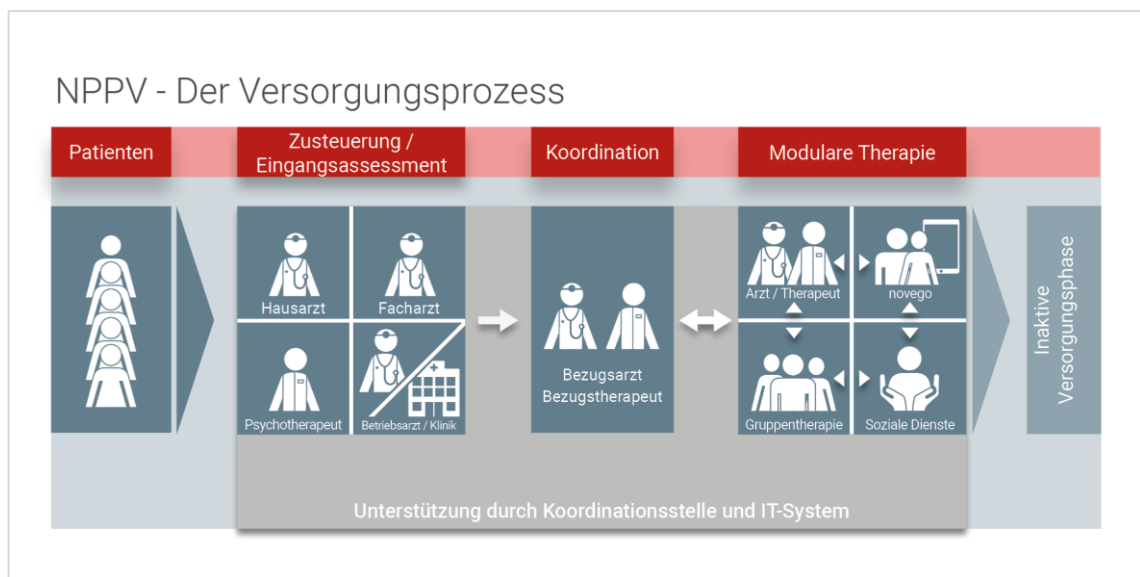 NPPV - Der Versorgungsprozess
Patienten
Zusteuerung /
Eingangsassessment
Koordination
Modulare Therapie
Hausarzt
Facharzt
Psychotherapeut
Betriebsarzt / Klinik
Bezugsarzt
Bezugstherapeut
Arzt / Therapeut
novego
Gruppentherapie
Soziale Dienste
Inaktive
Versorgungsphase
Unterstützung durch Koordinationsstelle und IT-System